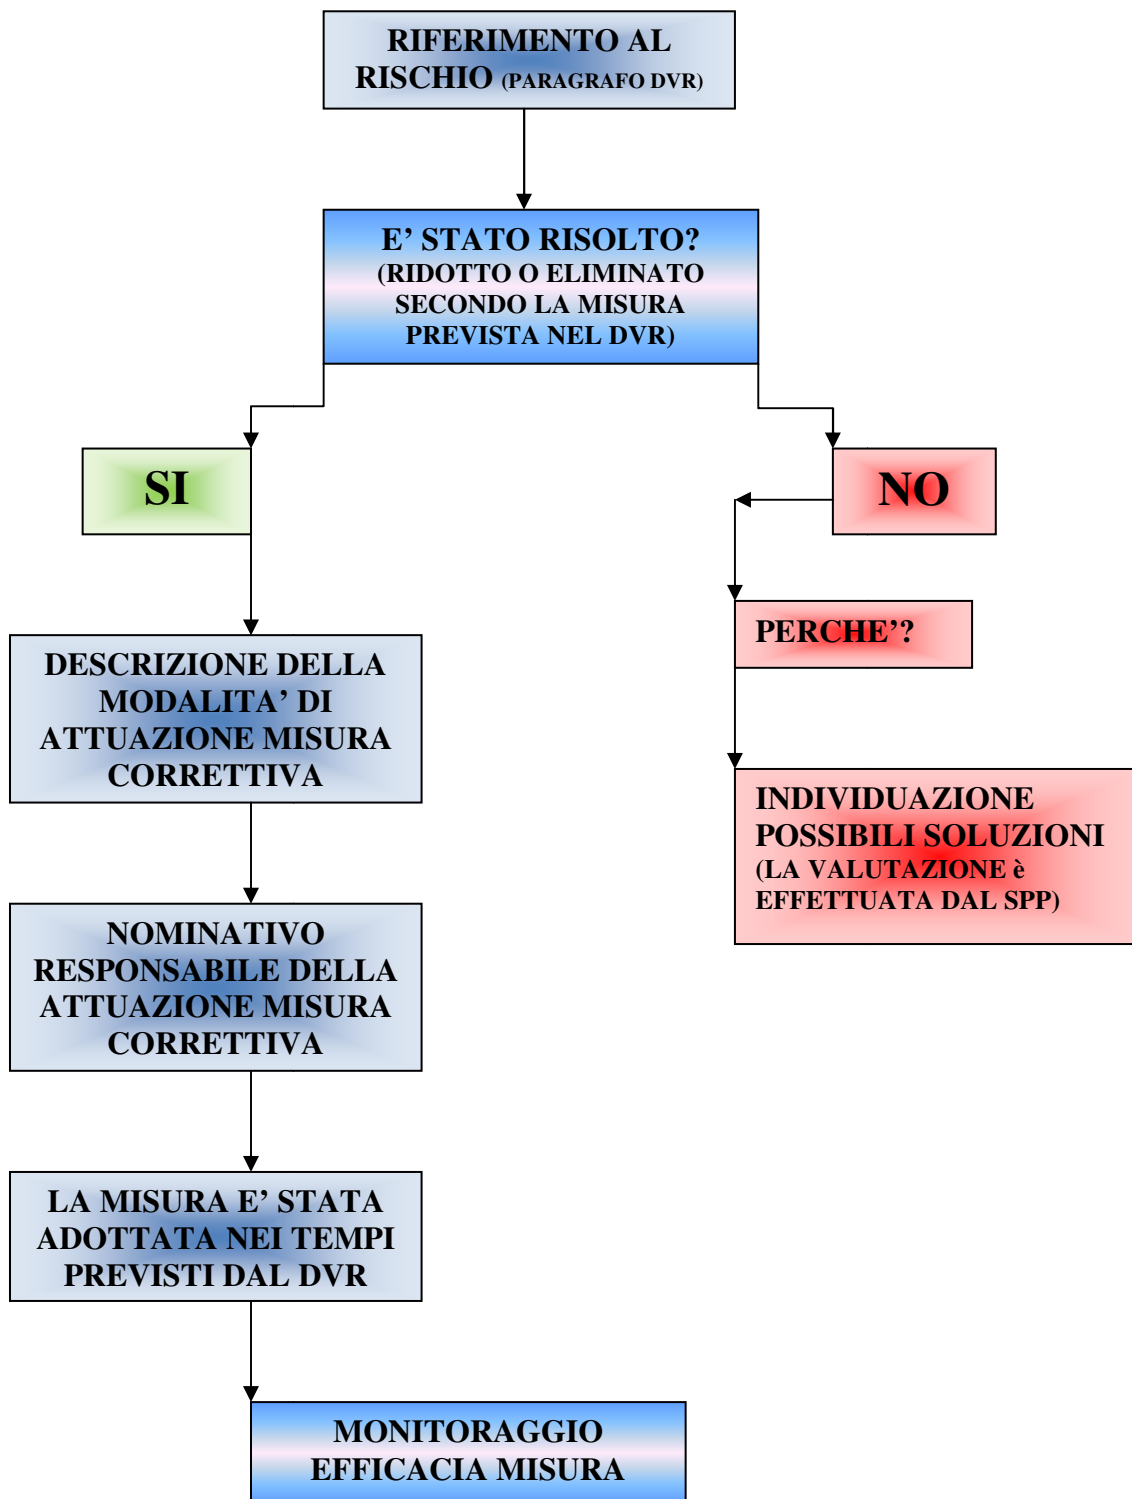 RIFERIMENTO AL
RISCHIO (PARAGRAFO DVR)
E’ STATO RISOLTO?
(RIDOTTO O ELIMINATO
SECONDO LA MISURA
PREVISTA NEL DVR)
SI
NO
PERCHE’?
DESCRIZIONE DELLA
MODALITA’ DI
ATTUAZIONE MISURA
CORRETTIVA
INDIVIDUAZIONE
POSSIBILI SOLUZIONI
(LA VALUTAZIONE è
EFFETTUATA DAL SPP)
NOMINATIVO
RESPONSABILE DELLA
ATTUAZIONE MISURA
CORRETTIVA
LA MISURA E’ STATA
ADOTTATA NEI TEMPI
PREVISTI DAL DVR
MONITORAGGIO
EFFICACIA MISURA